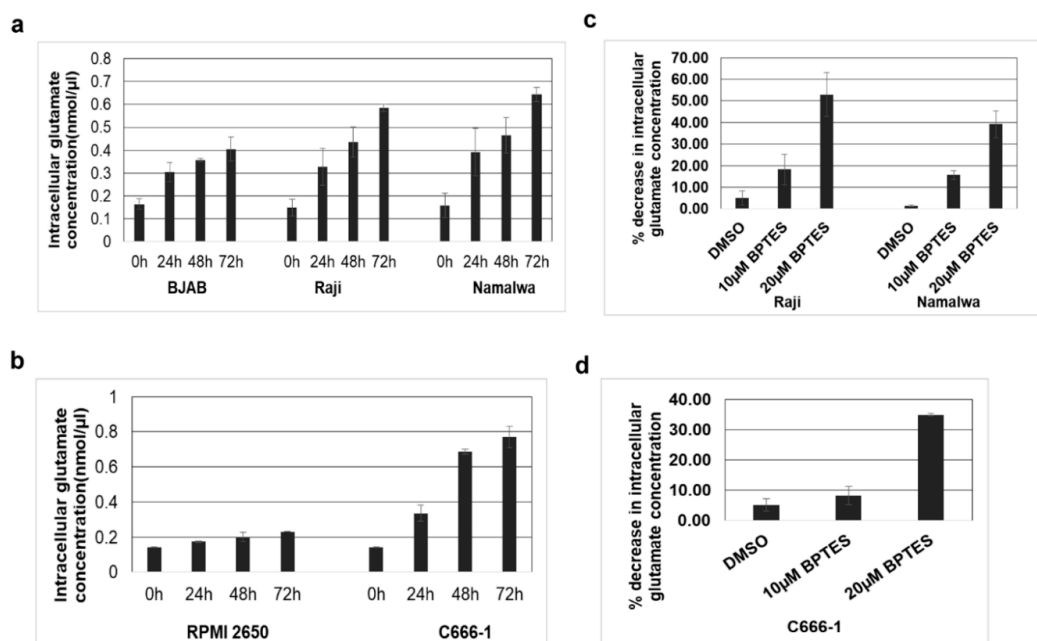 a
Intracellular glutamate
concentration(nmol/µl)
0.8
0.7
0.6
0.5
0.4
0.3
0.2
0.1
0
0h 24h 48h 72h 0h 24h 48h 72h 0h 24h 48h 72h
BJAB Raji Namalwa
b
Intracellular glutamate
concentration(nmol/µl)
1
0.8
0.6
0.4
0.2
0
0h 24h 48h 72h 0h 24h 48h 72h
RPMI 2650 C666-1
c
% decrease in intracellular
glutamate concentration
70.00
60.00
50.00
40.00
30.00
20.00
10.00
0.00
DMSO
10µM BPTES
20µM BPTES
DMSO
10µM BPTES
20µM BPTES
Raji Namalwa
d
% decrease in intracellular
glutamate concentration
40.00
30.00
20.00
10.00
0.00
DMSO
10µM BPTES
20µM BPTES
C666-1